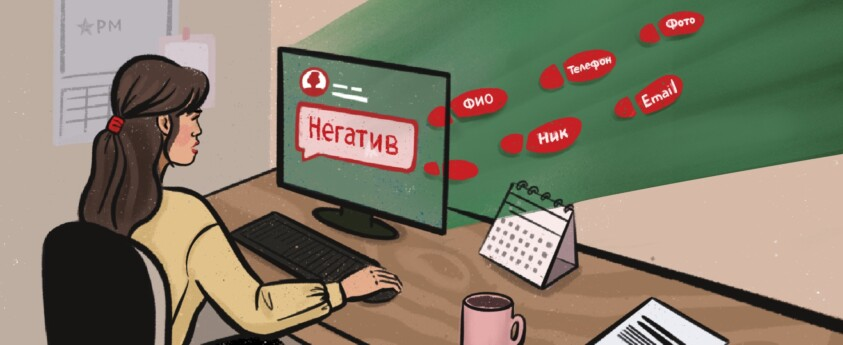 РМ
Негатив
ФИО
Телефон
Фото
Ник
Email